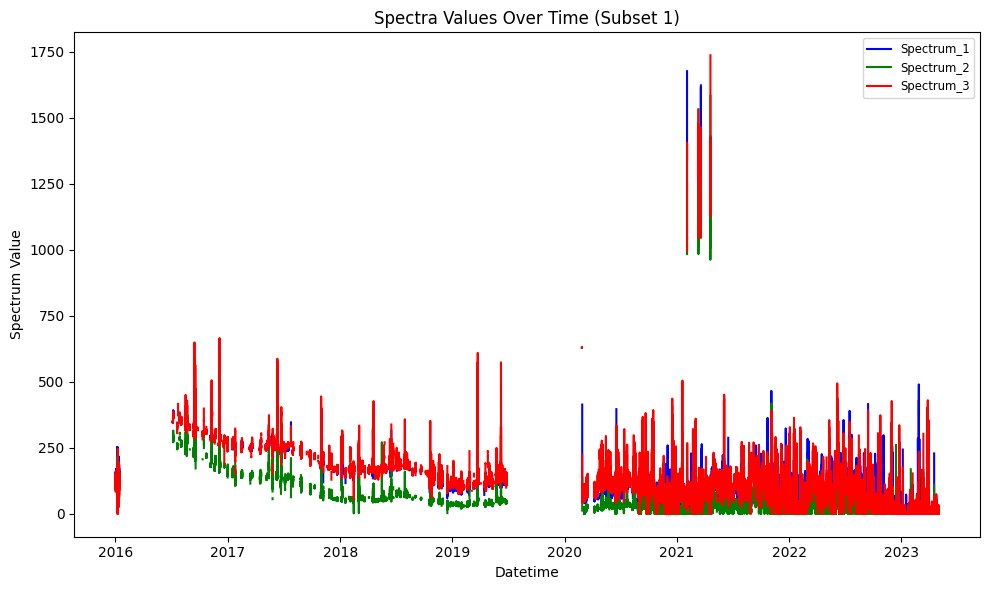 Spectra Values Over Time (Subset 1)
Spectrum_1
Spectrum_2
Spectrum_3
Spectrum Value
1750
1500
1250
1000
750
500
250
0
2016 2017 2018 2019 2020 2021 2022 2023
Datetime